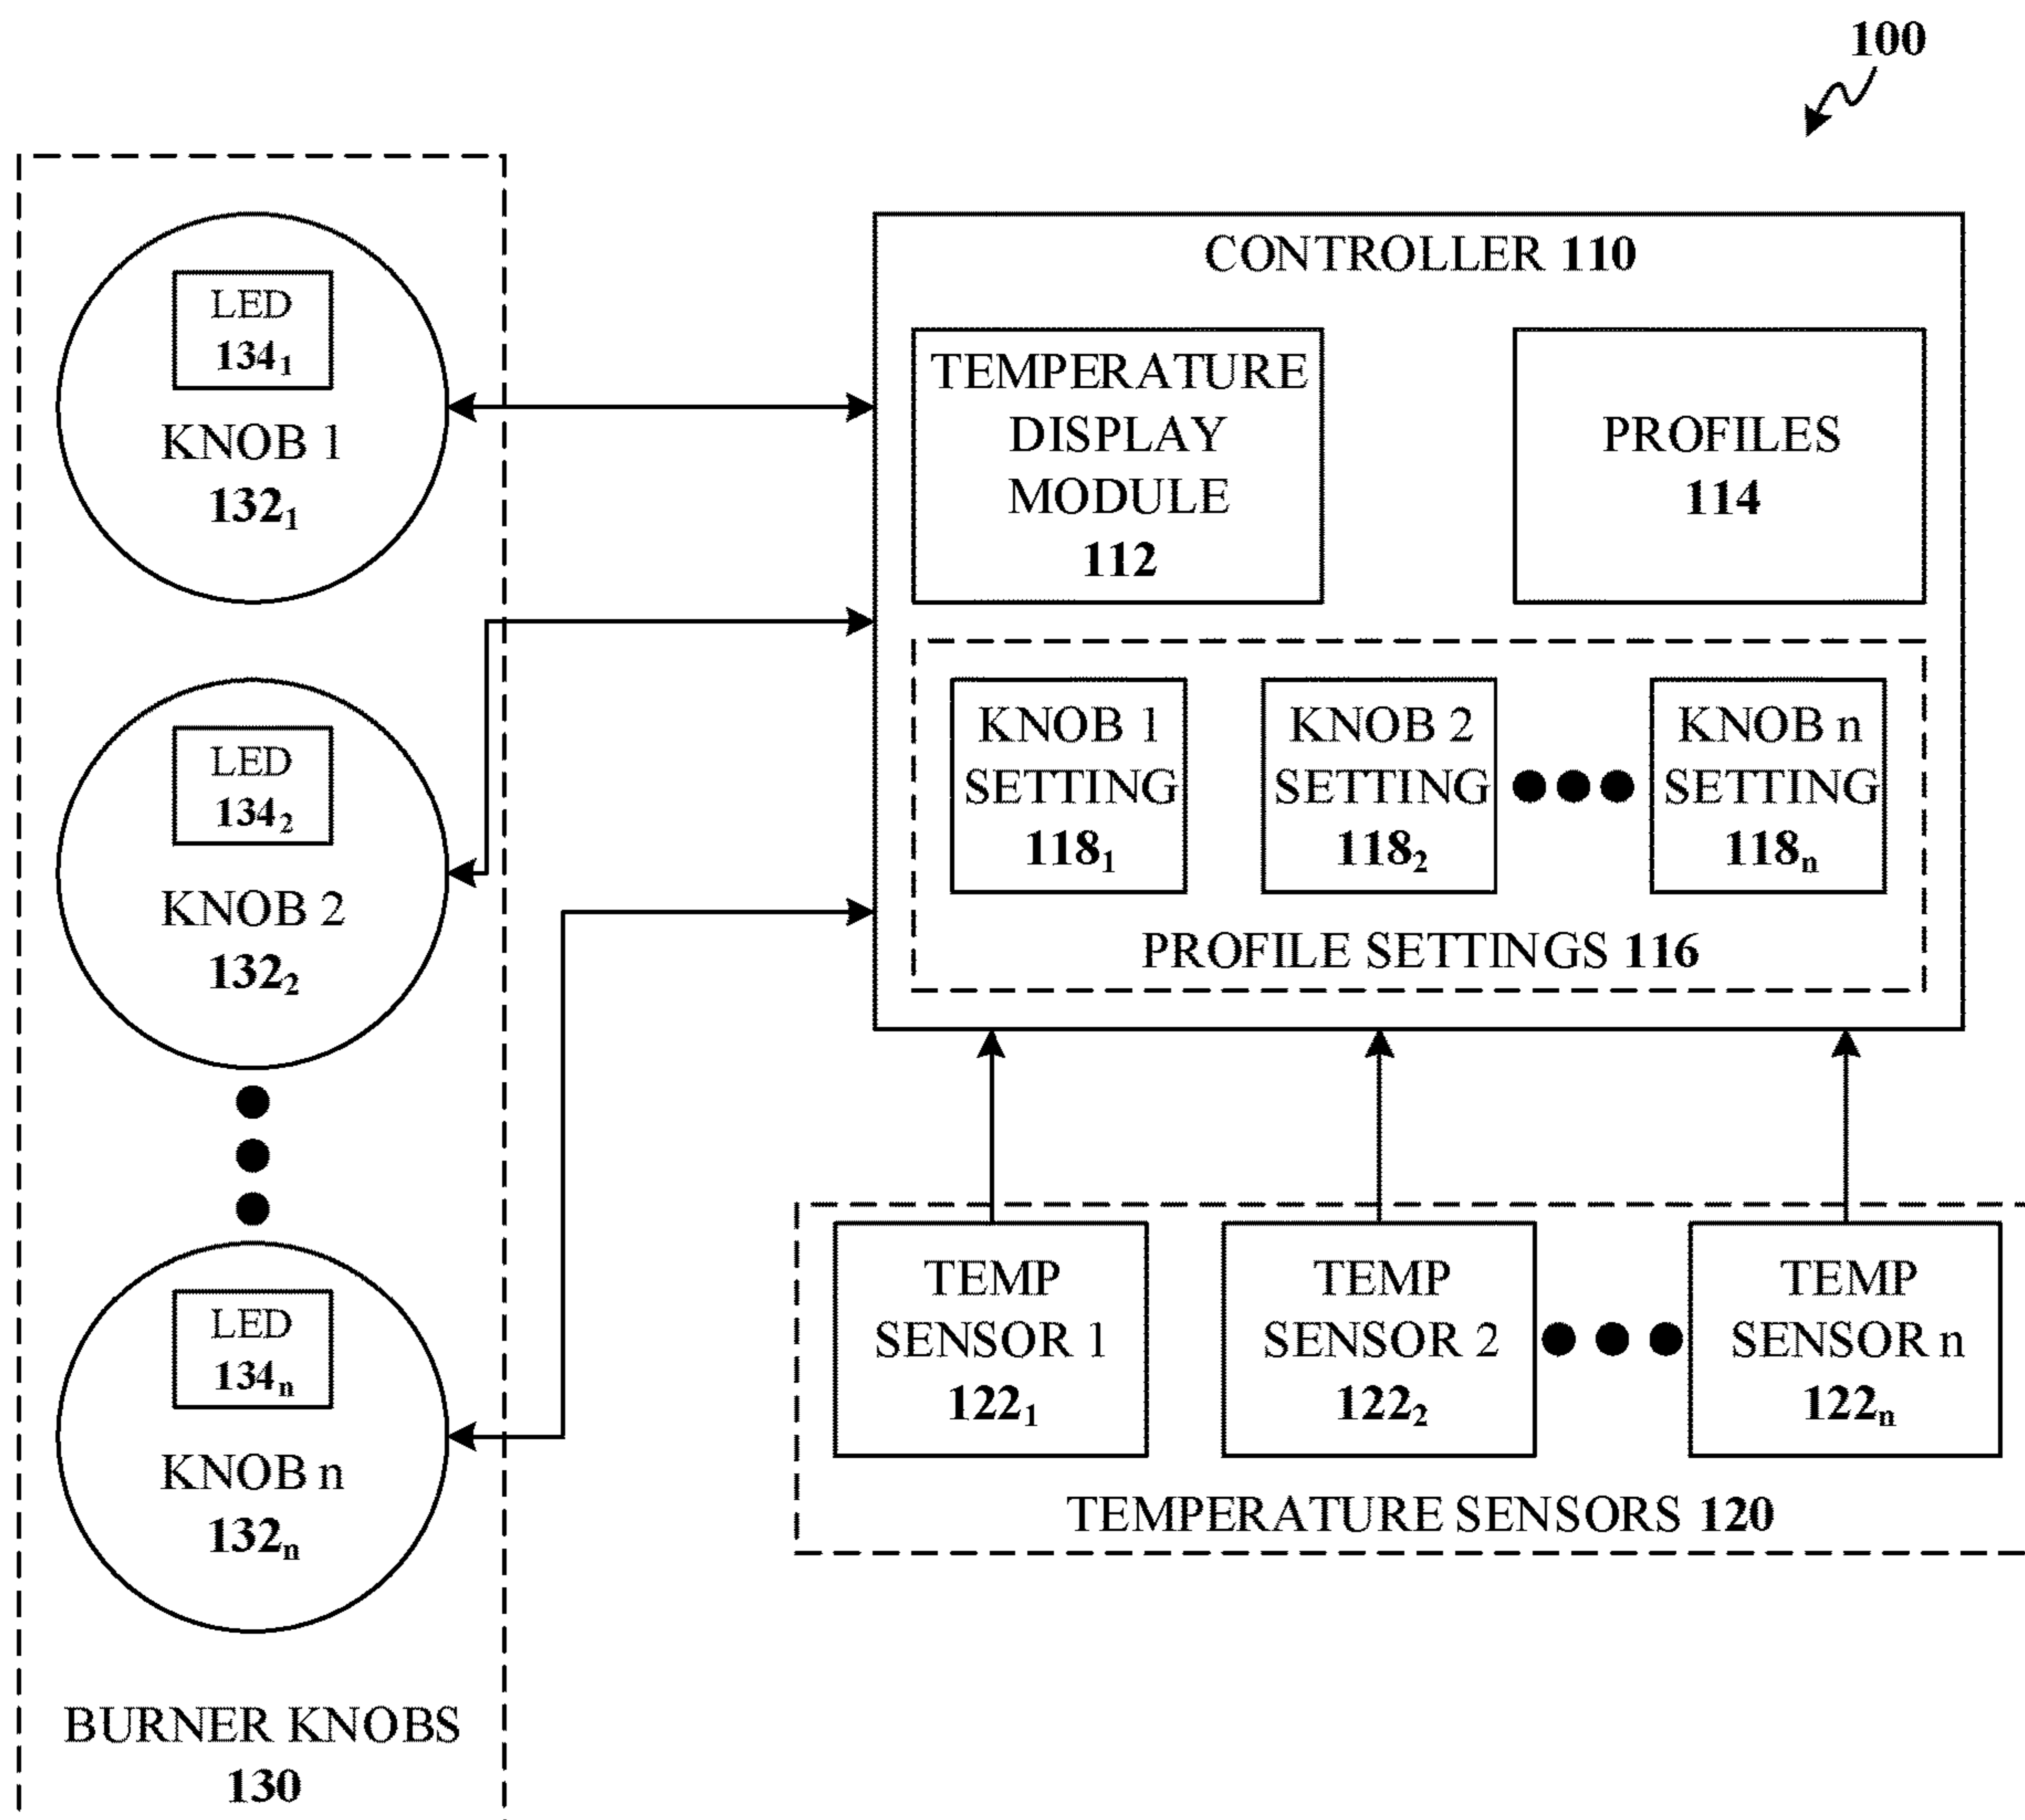 100
LED
134₁
KNOB 1
132₁
LED
134₂
KNOB 2
132₂
LED
134ₙ
KNOB n
132ₙ
BURNER KNOBS
130
CONTROLLER 110
TEMPERATURE
DISPLAY
MODULE
112
PROFILES
114
KNOB 1
SETTING
118₁
KNOB 2
SETTING
118₂
KNOB n
SETTING
118ₙ
PROFILE SETTINGS 116
TEMP
SENSOR 1
122₁
TEMP
SENSOR 2
122₂
TEMP
SENSOR n
122ₙ
TEMPERATURE SENSORS 120